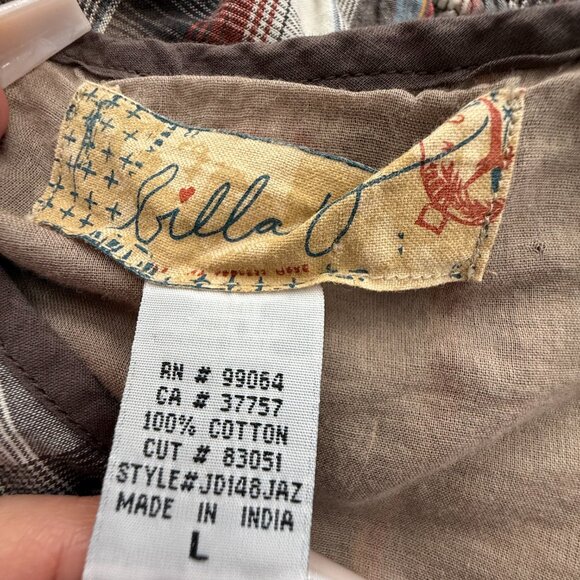 Billa
RN # 99064
CA # 37757
100% COTTON
CUT # 83051
STYLE#JD148JAZ
MADE IN INDIA
L